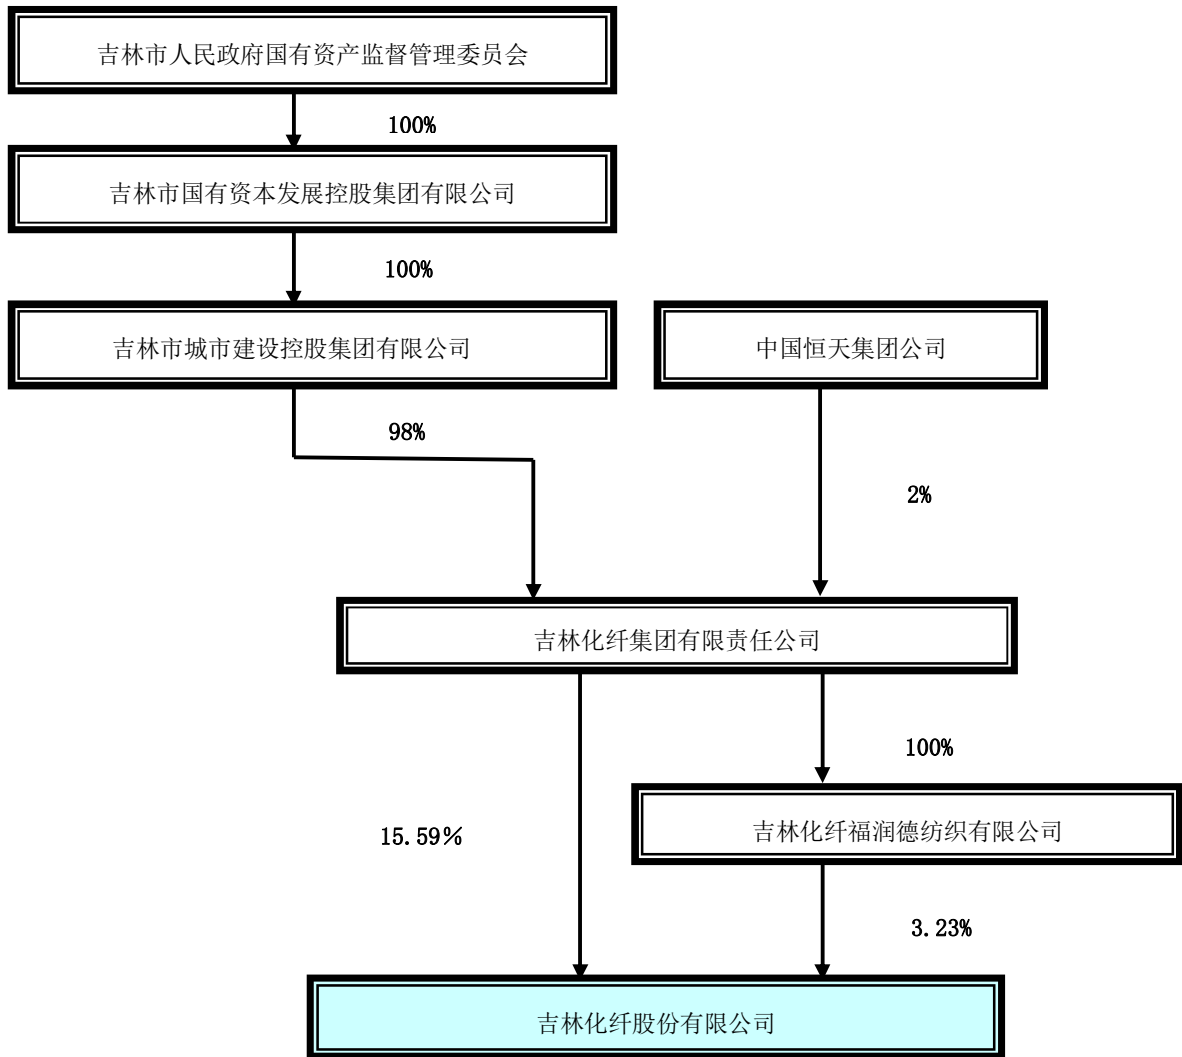 吉林市人民政府国有资产监督管理委员会
100%
吉林市国有资本发展控股集团有限公司
100%
吉林市城市建设控股集团有限公司
中国恒天集团公司
98%
2%
吉林化纤集团有限责任公司
100%
15.59%
吉林化纤福润德纺织有限公司
3.23%
吉林化纤股份有限公司